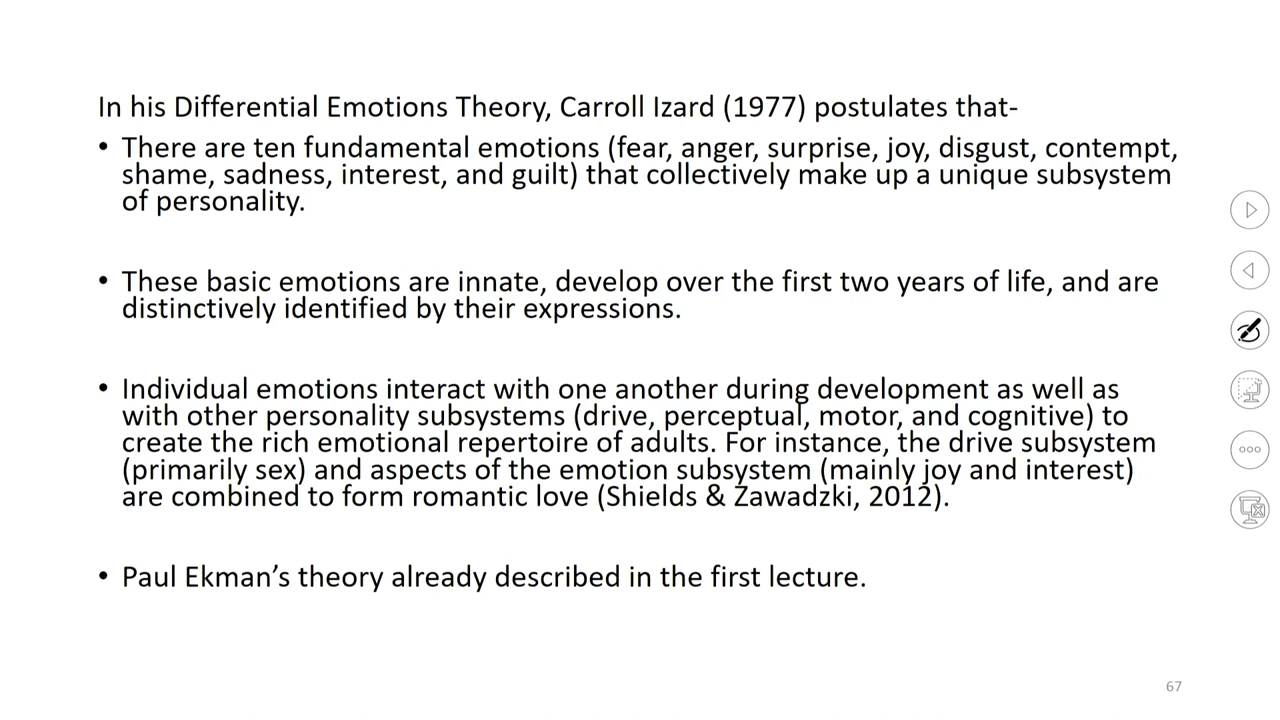 In his Differential Emotions Theory, Carroll Izard (1977) postulates that-
• There are ten fundamental emotions (fear, anger, surprise, joy, disgust, contempt,
shame, sadness, interest, and guilt) that collectively make up a unique subsystem
of personality.
• These basic emotions are innate, develop over the first two years of life, and are
distinctively identified by their expressions.
• Individual emotions interact with one another during development as well as
with other personality subsystems (drive, perceptual, motor, and cognitive) to
create the rich emotional repertoire of adults. For instance, the drive subsystem
(primarily sex) and aspects of the emotion subsystem (mainly joy and interest)
are combined to form romantic love (Shields & Zawadzki, 2012).
• Paul Ekman’s theory already described in the first lecture.
67